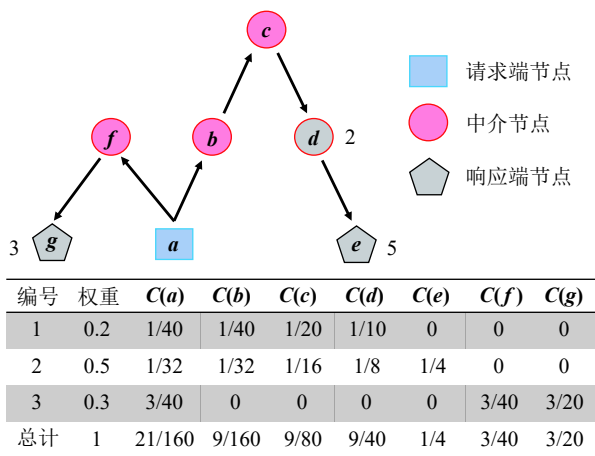 c
请求端节点
f
b
d
2
中介节点
响应端节点
3
g
a
e
5
编号 权重 C(a) C(b) C(c) C(d) C(e) C(f) C(g)
1 0.2 1/40 1/40 1/20 1/10 0 0 0
2 0.5 1/32 1/32 1/16 1/8 1/4 0 0
3 0.3 3/40 0 0 0 0 3/40 3/20
总计 1 21/160 9/160 9/80 9/40 1/4 3/40 3/20